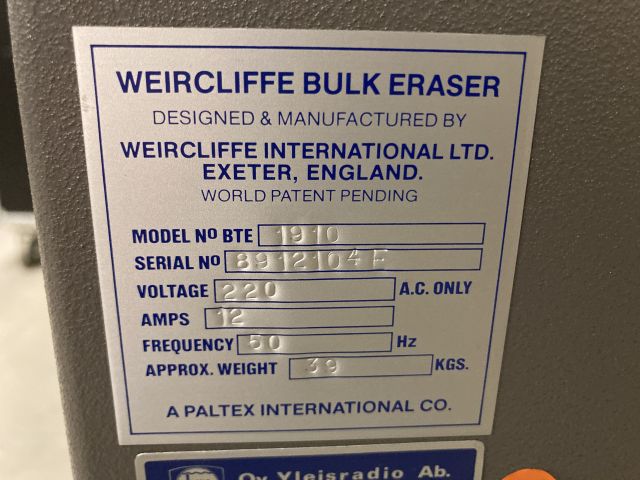 WEIRCLIFFE BULK ERASER
DESIGNED & MANUFACTURED BY
WEIRCLIFFE INTERNATIONAL LTD.
EXETER, ENGLAND.
WORLD PATENT PENDING
MODEL Nº BTE 1910
SERIAL Nº 8912104 E
VOLTAGE 220 A.C. ONLY
AMPS 12
FREQUENCY 50 Hz
APPROX. WEIGHT 39 KGS.
A PALTEX INTERNATIONAL CO.
Oy Yleisradio Ab.